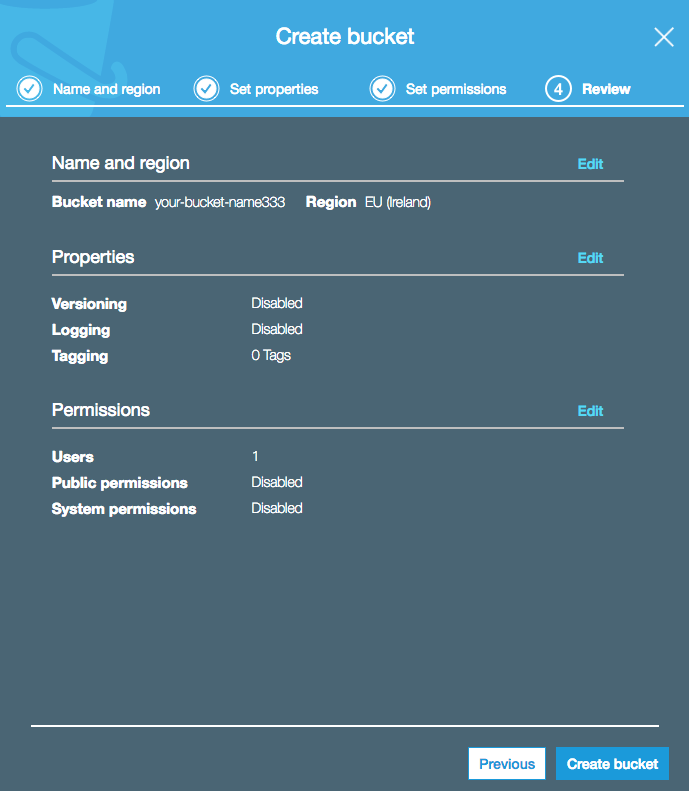 Create bucket
Name and region Set properties Set permissions 4 Review
Name and region Edit
Bucket name your-bucket-name333 Region EU (Ireland)
Properties Edit
Versioning Disabled
Logging Disabled
Tagging 0 Tags
Permissions Edit
Users 1
Public permissions Disabled
System permissions Disabled
Previous Create bucket